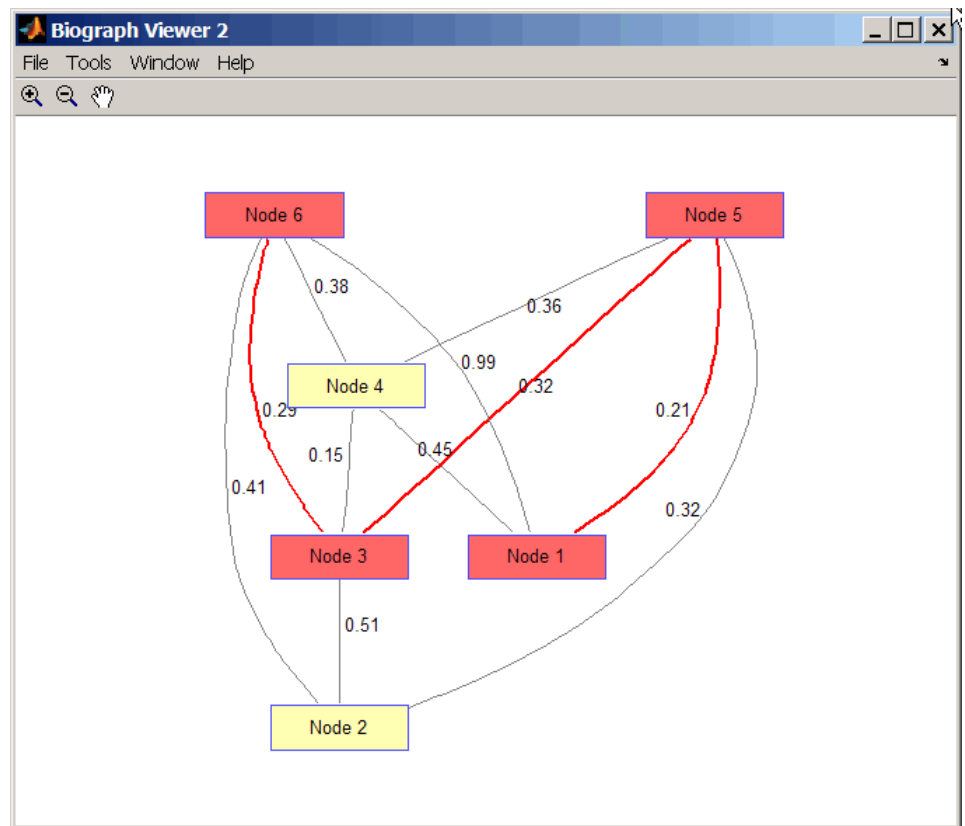 Biograph Viewer 2
File Tools Window Help
Node 6
Node 5
0.38
0.36
0.99
Node 4
0.32
0.29
0.21
0.45
0.15
0.41
0.32
Node 3
Node 1
0.51
Node 2